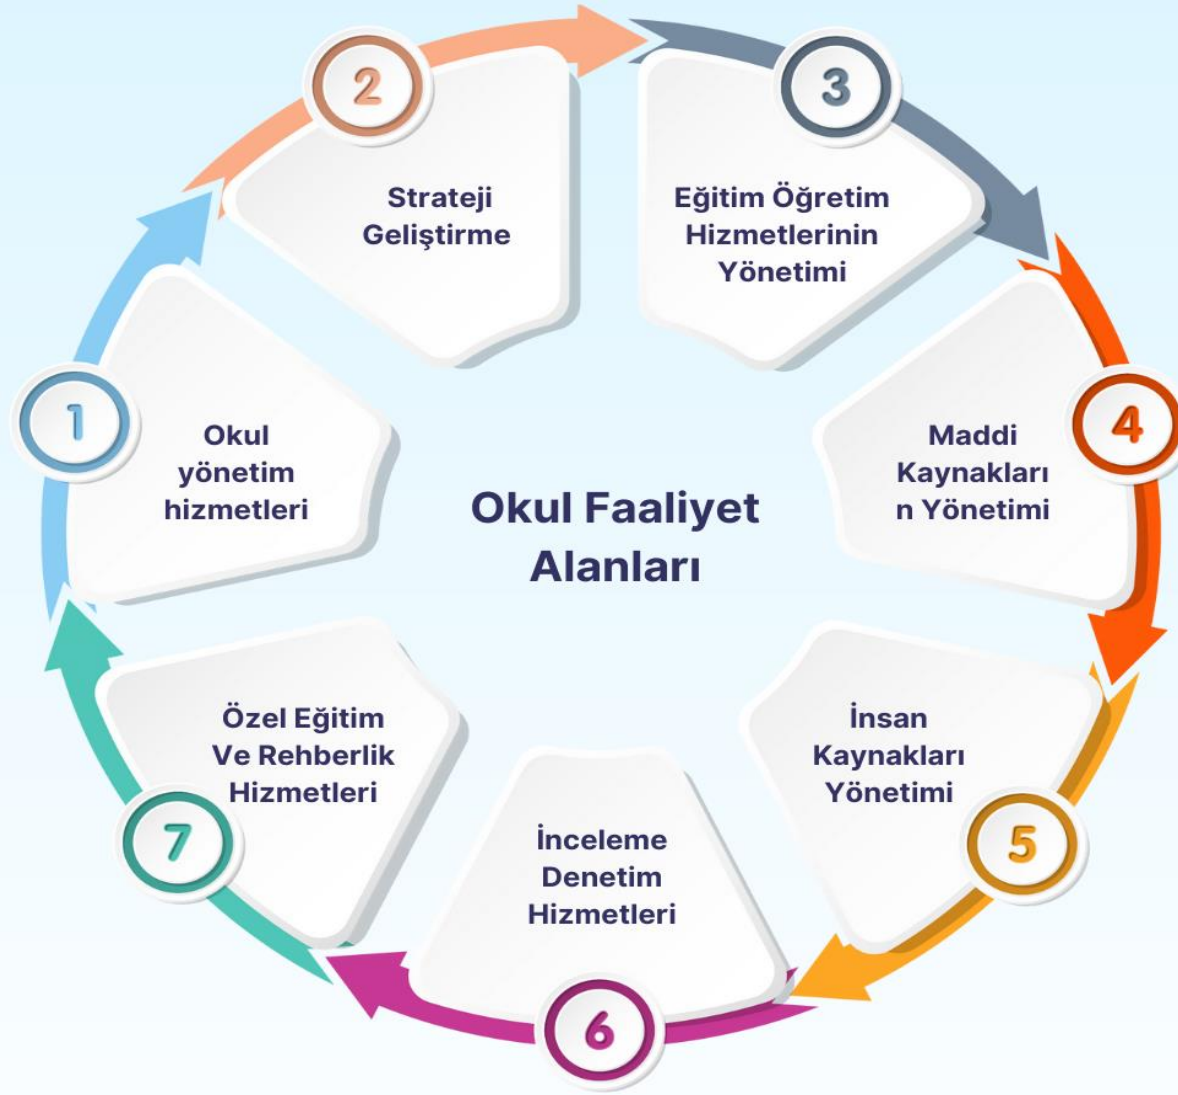 Okul Faaliyet
Alanları
1
Okul
yönetim
hizmetleri
2
Strateji
Geliştirme
3
Eğitim Öğretim
Hizmetlerinin
Yönetimi
4
Maddi
Kaynakları
n Yönetimi
5
İnsan
Kaynakları
Yönetimi
6
İnceleme
Denetim
Hizmetleri
7
Özel Eğitim
Ve Rehberlik
Hizmetleri